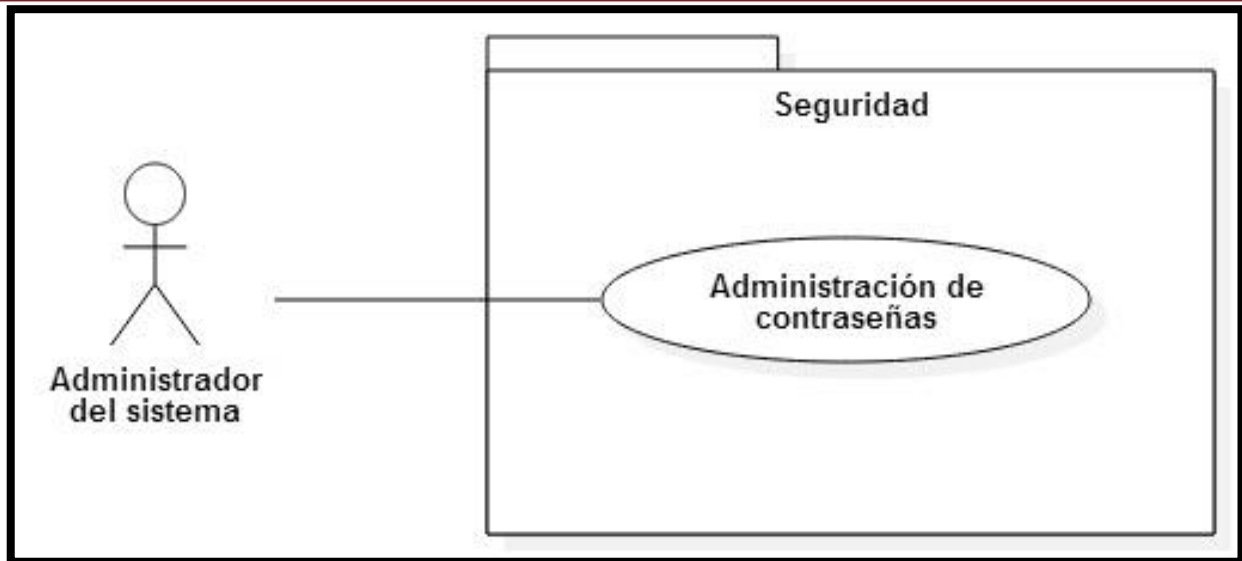 Seguridad
Administración de
contraseñas
Administrador
del sistema